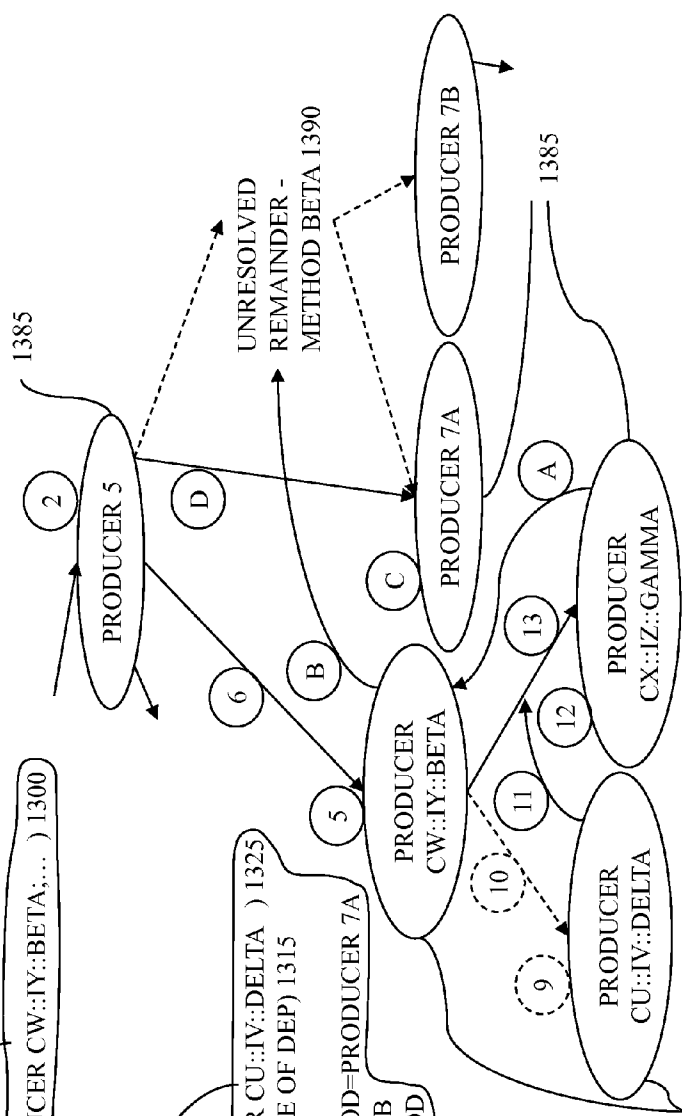 1385
2
PRODUCER 5
D
UNRESOLVED
REMAINDER -
METHOD BETA 1390
6
B
C
PRODUCER 7A
PRODUCER 7B
1385
5
PRODUCER
CW::IY::BETA
A
13
12
11
10
9
PRODUCER
CX::IZ::GAMMA
PRODUCER
CU::IV::DELTA
CER CW::IY::BETA;... ) 1300
R CU::IV::DELTA ) 1325
E OF DEP) 1315
OD=PRODUCER 7A
B
OD